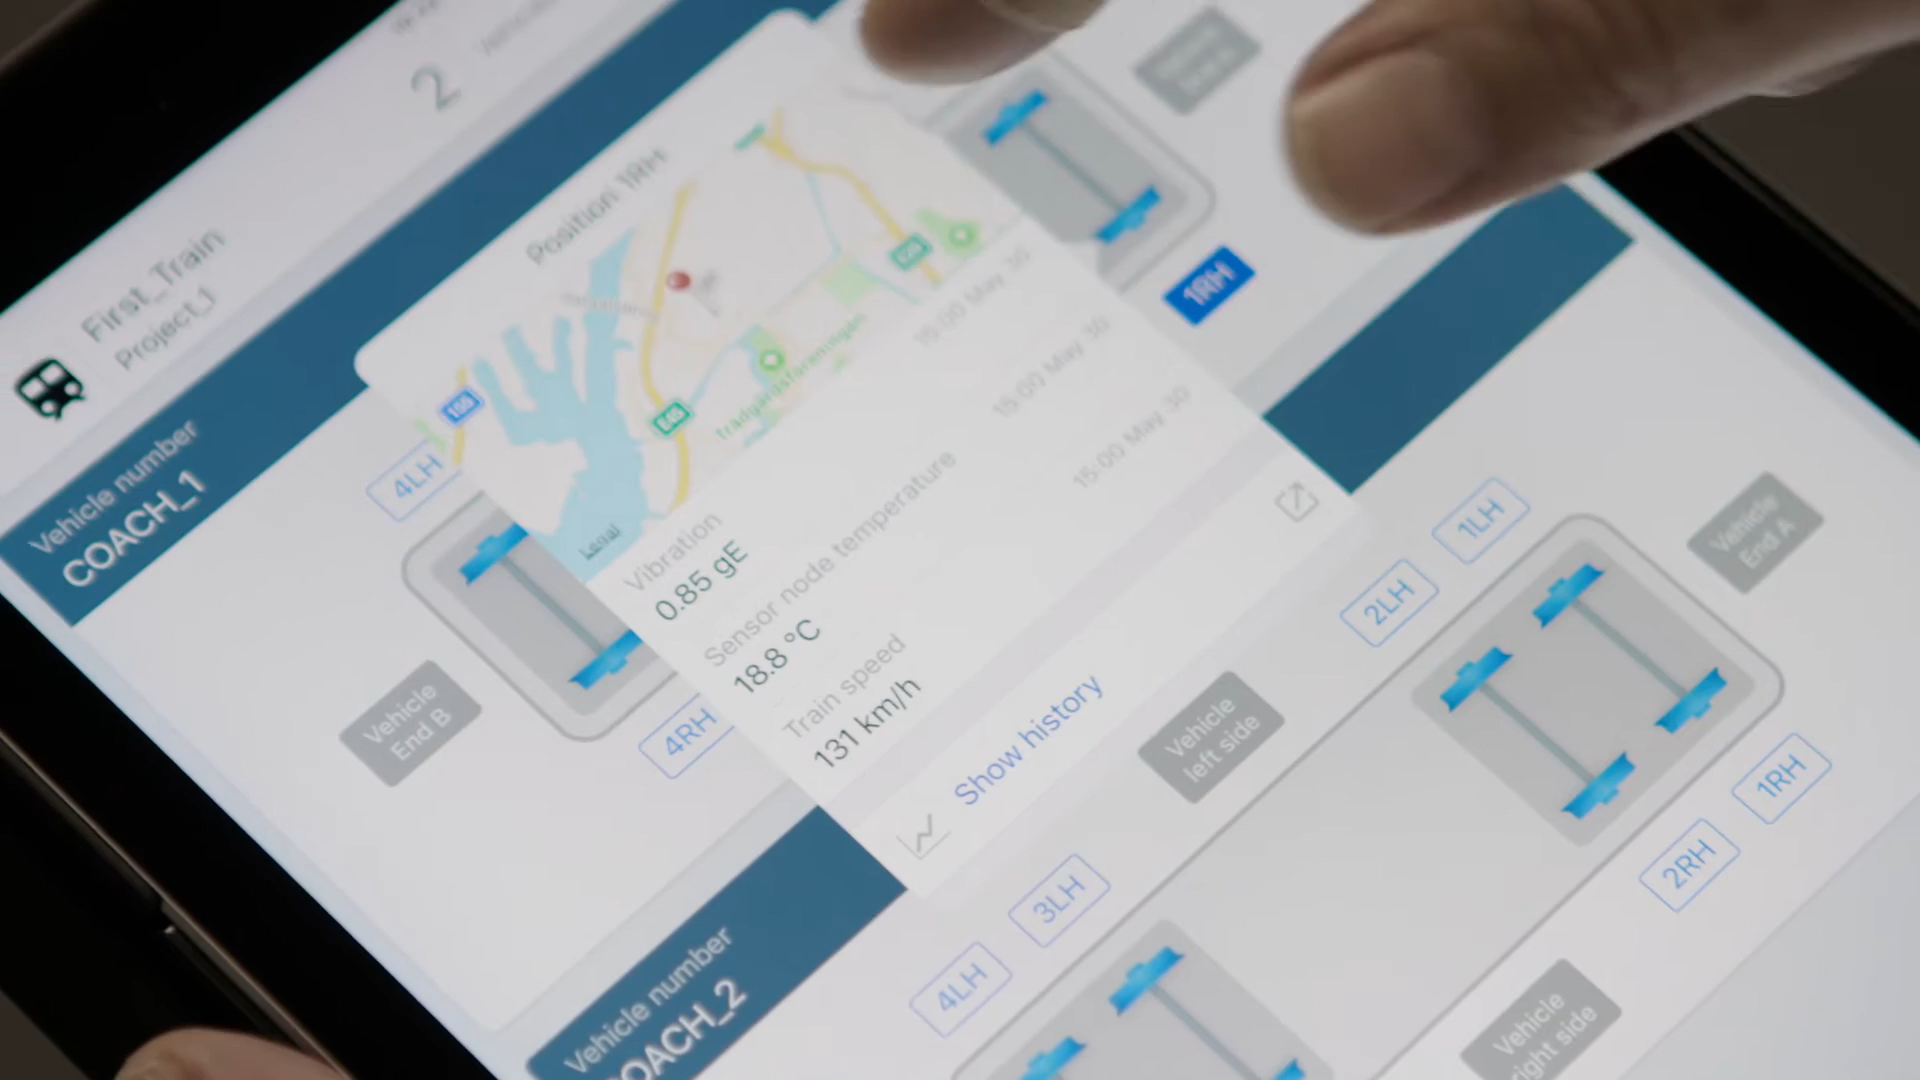 2
First_Train
Project_1
Vehicle number
COACH_1
4LH
Vehicle
End B
4RH
Position 1RH
E45
Trädgårdsföreningen
Legal
Vibration
0.85 gE
15:00 May 30
Sensor node temperature
18.8 °C
15:00 May 30
Train speed
131 km/h
15:00 May 30
Show history
1RH
Vehicle number
COACH_2
4LH
3LH
Vehicle
left side
2LH
1LH
Vehicle
End A
1RH
2RH
Vehicle
right side